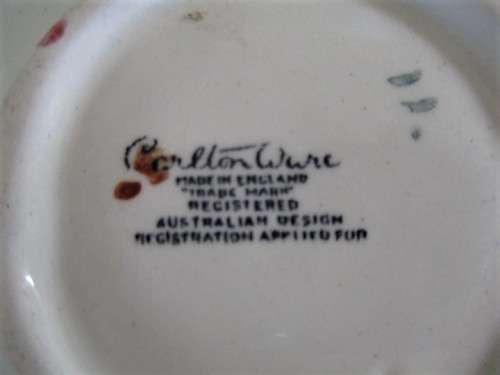 Carlton Ware
MADE IN ENGLAND
"TRADE MARK"
REGISTERED
AUSTRALIAN DESIGN
REGISTRATION APPLIED FOR